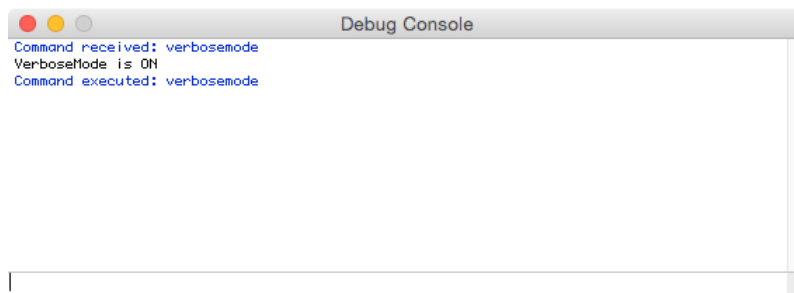 Debug Console
Command received: verbosemode
VerboseMode is ON
Command executed: verbosemode